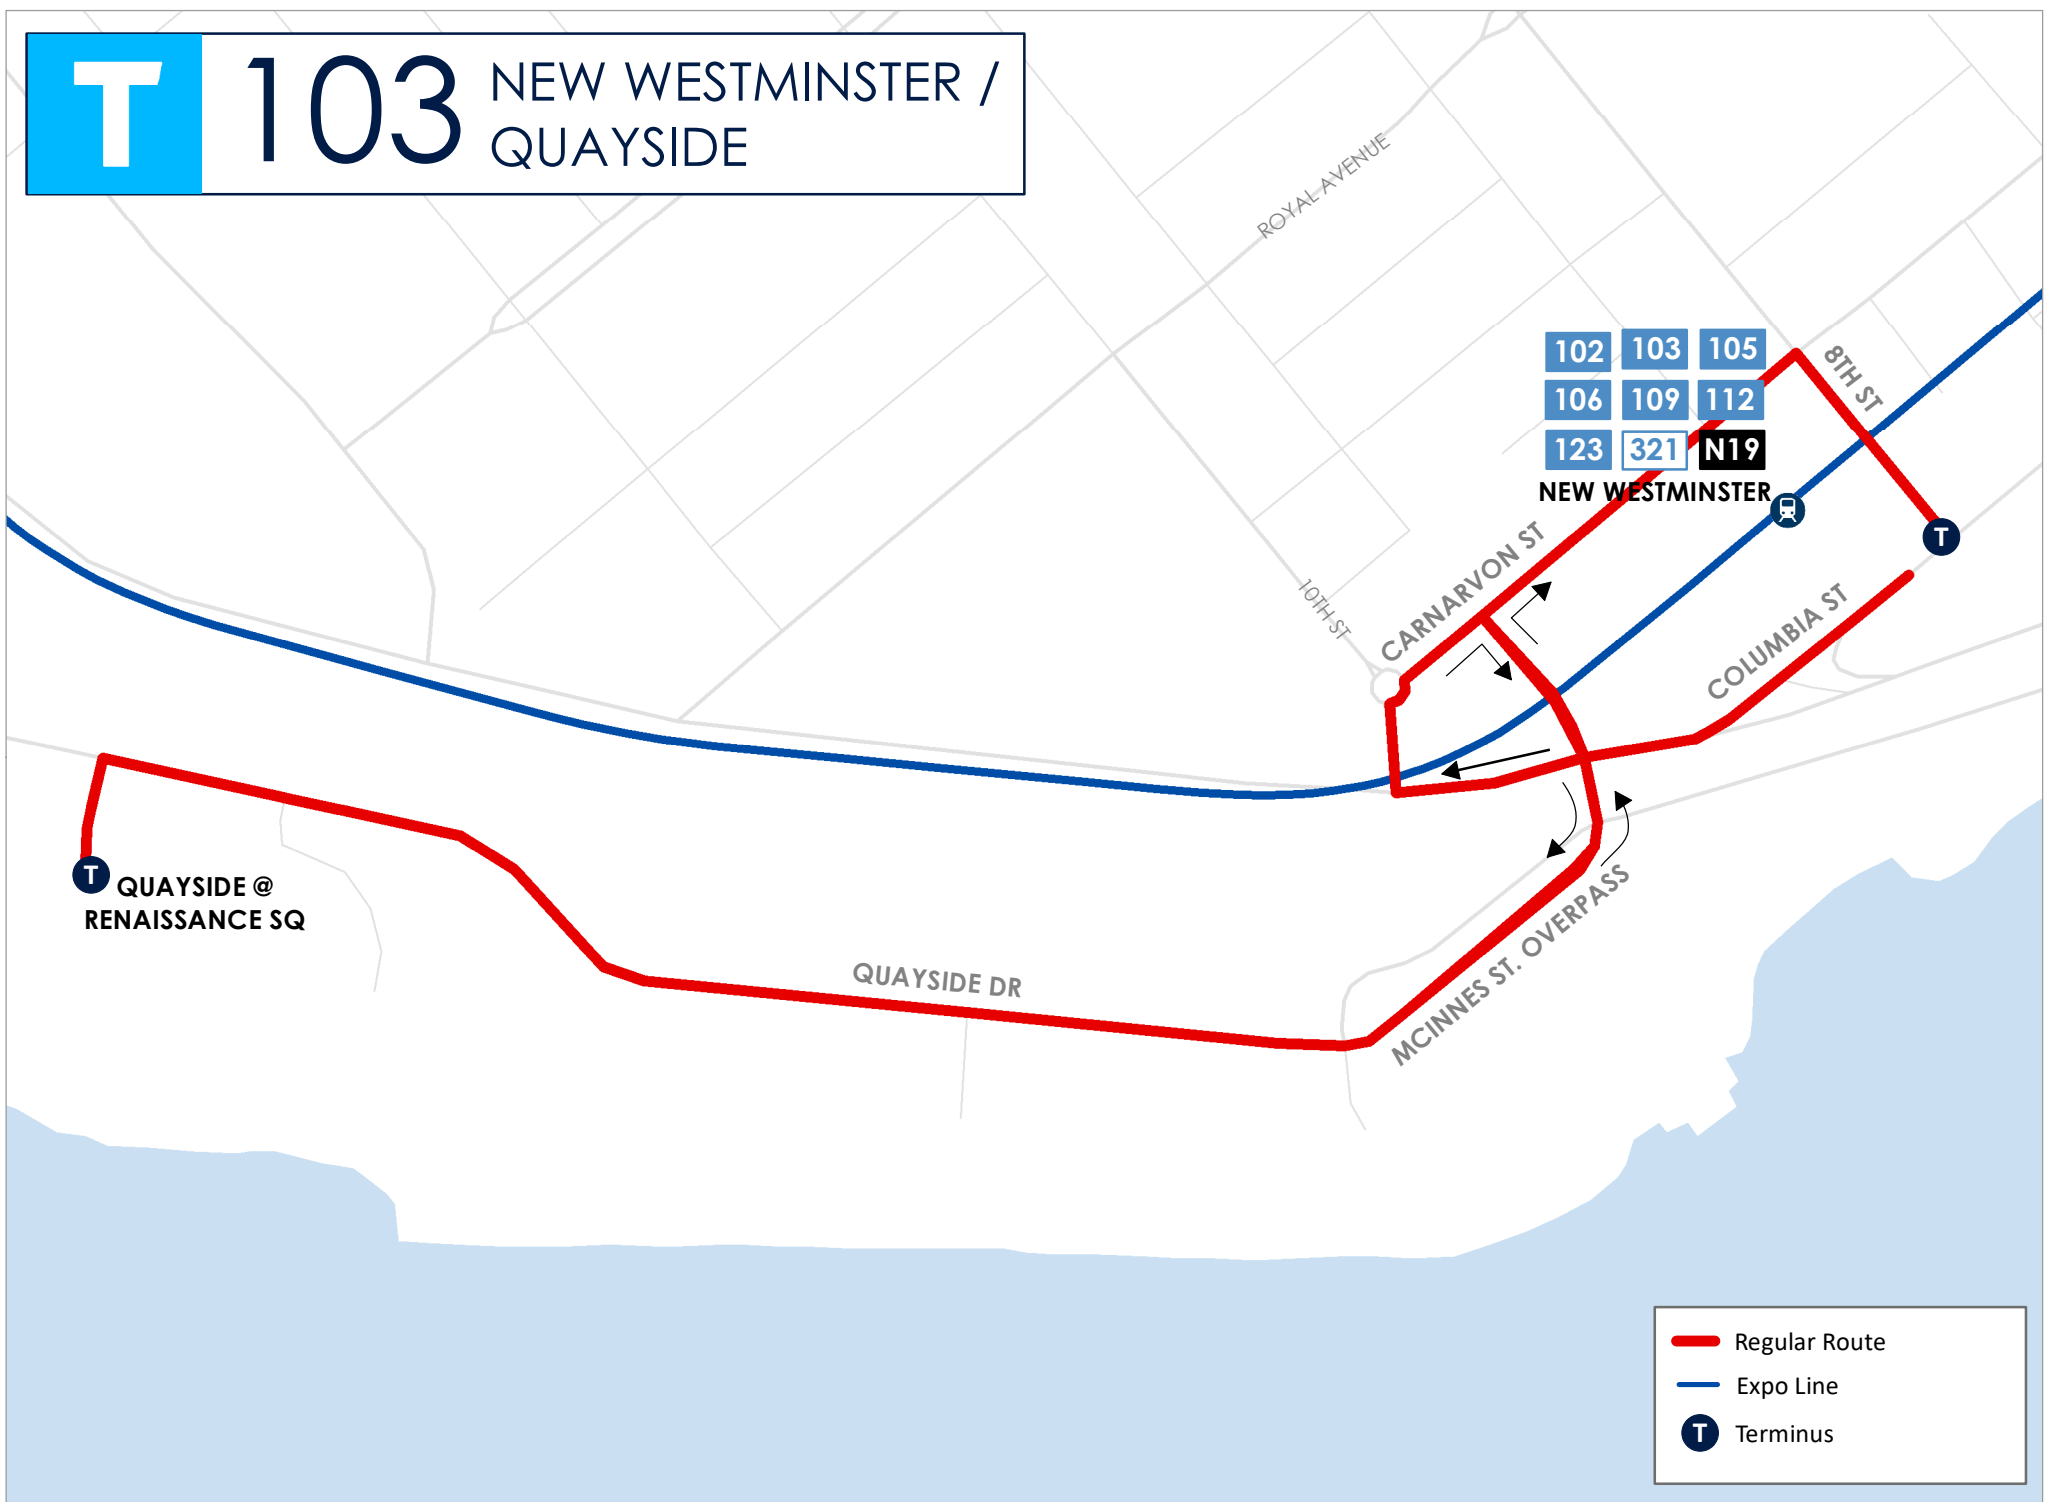 T
103
NEW WESTMINSTER /
QUAYSIDE
ROYAL AVENUE
102 103 105
106 109 112
123 321 N19
NEW WESTMINSTER
8TH ST
T
CARNARVON ST
10TH ST
COLUMBIA ST
T
QUAYSIDE @
RENAISSANCE SQ
QUAYSIDE DR
MCINNES ST. OVERPASS
Regular Route
Expo Line
T Terminus